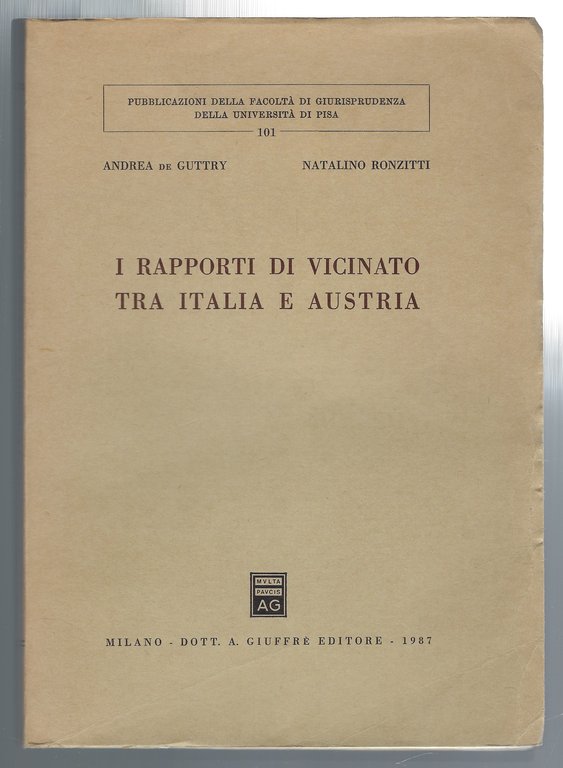 PUBBLICAZIONI DELLA FACOLTÀ DI GIURISPRUDENZA
DELLA UNIVERSITÀ DI PISA
101
ANDREA DE GUTTRY NATALINO RONZITTI
I RAPPORTI DI VICINATO
TRA ITALIA E AUSTRIA
MVLTA
PAVCIS
AG
MILANO - DOTT. A. GIUFFRÈ EDITORE - 1987